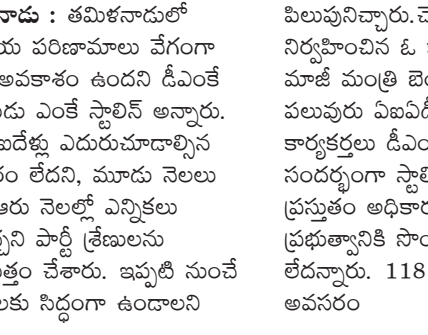 నాడు : తమిళనాడులో
య పరిణామాలు వేగంగా
అవకాశం ఉందని డీఎంకే
డు ఎంకే స్టాలిన్ అన్నారు.
ఐదేళ్లు ఎదురుచూడాల్సిన
రం లేదని, మూడు నెలలు
ఆరు నెలల్లో ఎన్నికలు
చ్చని పార్టీ శ్రేణులను
త్తం చేశారు. ఇప్పటి నుంచే
లకు సిద్ధంగా ఉండాలని
పిలుపునిచ్చారు.చె
నిర్వహించిన ఓ
మాజీ మంత్రి బెం
పలువురు ఏఐఏడీ
కార్యకర్తలు డీఎం
సందర్భంగా స్టాలి
ప్రస్తుతం అధికార
ప్రభుత్వానికి సొం
లేదన్నారు. 118
అవసరం